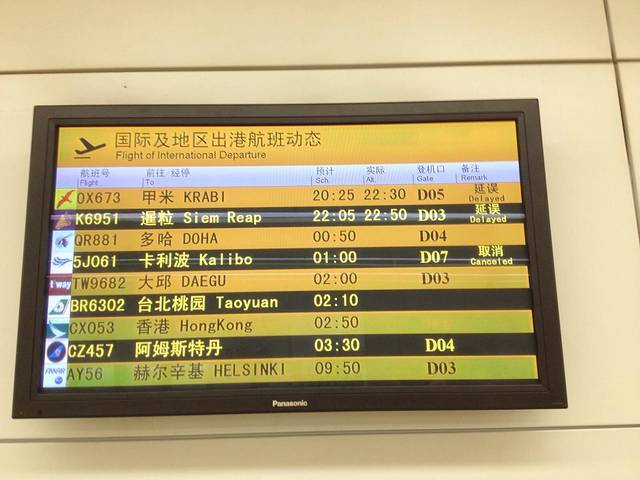 国际及地区出港航班动态
Flight of International Departure
航班号 前往/经停 预计 实际 登机口 备注
Flight To Sch. Alt. Gate Remark
OX673 甲米 KRABI 20:25 22:30 D05 延误 Delayed
K6951 暹粒 Siem Reap 22:05 22:50 D03 延误 Delayed
QR881 多哈 DOHA 00:50 D04
5J061 卡利波 Kalibo 01:00 D07 取消 Canceled
t'way TW9682 大邱 DAEGU 02:00 D03
BR6302 台北桃园 Taoyuan 02:10
CX053 香港 HongKong 02:50
CZ457 阿姆斯特丹 03:30 D04
FINNAIR AY56 赫尔辛基 HELSINKI 09:50 D03
Panasonic